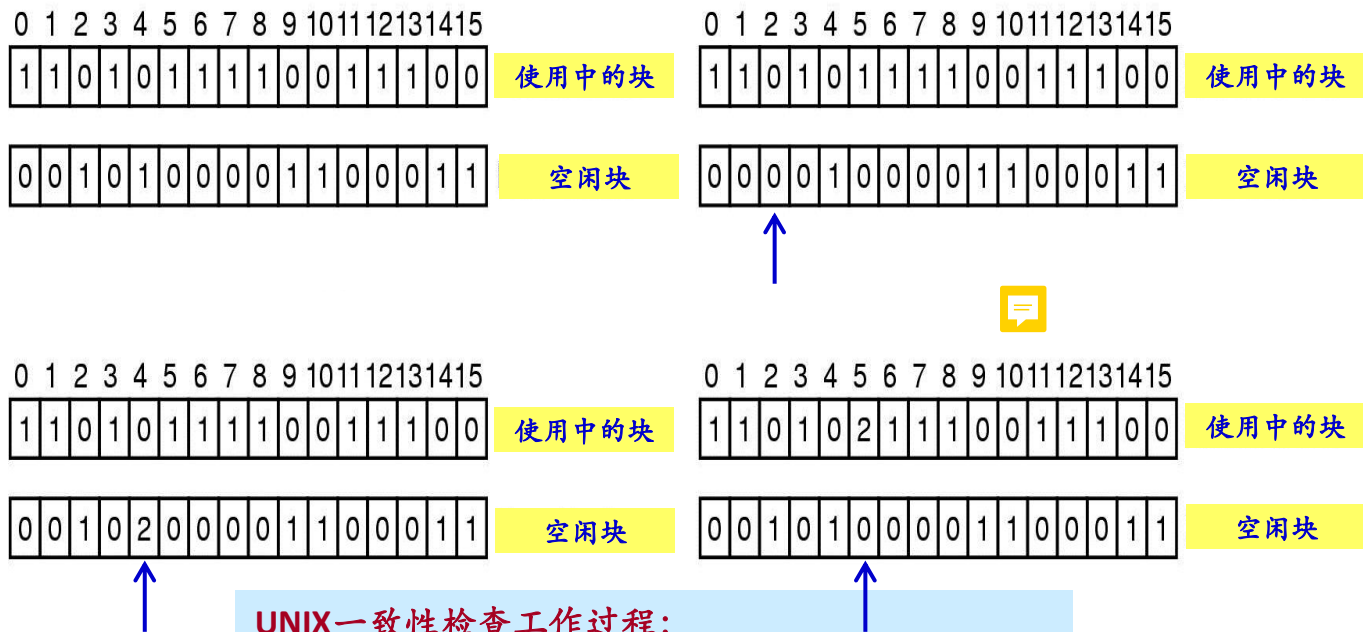 0 1 2 3 4 5 6 7 8 9 10 11 12 13 14 15
1 1 0 1 0 1 1 1 1 0 0 1 1 1 0 0 使用中的块
0 0 1 0 1 0 0 0 0 1 1 0 0 0 1 1 空闲块
0 1 2 3 4 5 6 7 8 9 10 11 12 13 14 15
1 1 0 1 0 1 1 1 1 0 0 1 1 1 0 0 使用中的块
0 0 0 0 1 0 0 0 0 1 1 0 0 0 1 1 空闲块
0 1 2 3 4 5 6 7 8 9 10 11 12 13 14 15
1 1 0 1 0 1 1 1 1 0 0 1 1 1 0 0 使用中的块
0 0 1 0 2 0 0 0 0 1 1 0 0 0 1 1 空闲块
0 1 2 3 4 5 6 7 8 9 10 11 12 13 14 15
1 1 0 1 0 2 1 1 1 0 0 1 1 1 0 0 使用中的块
0 0 1 0 1 0 0 0 0 1 1 0 0 0 1 1 空闲块
UNIX一致性检查工作过程: